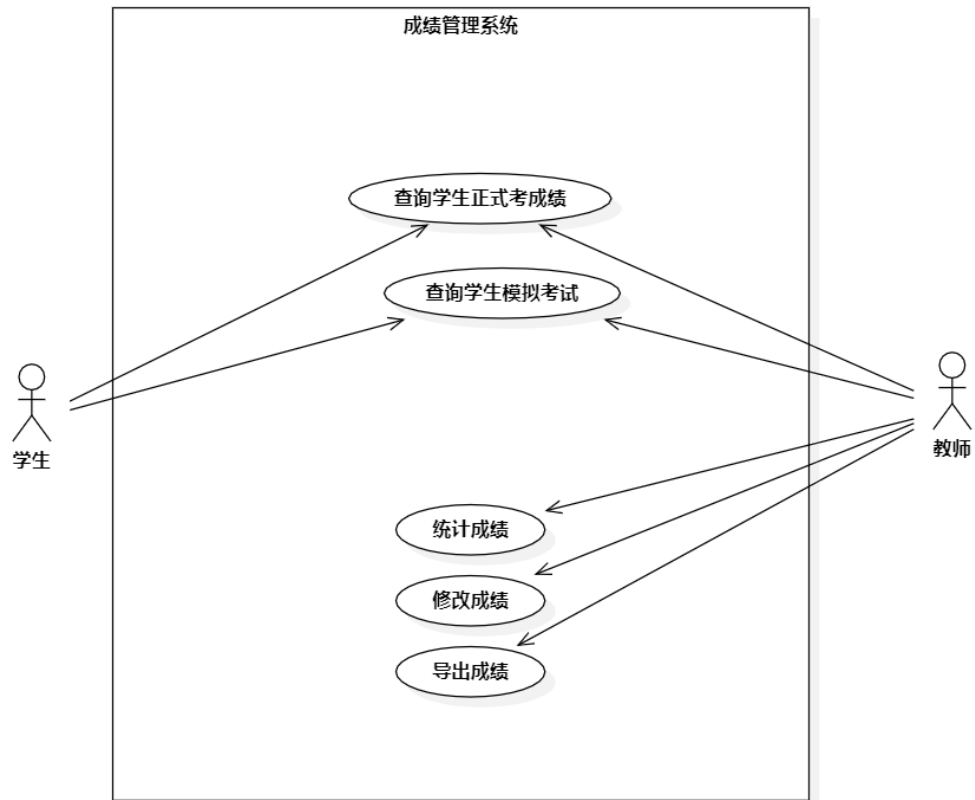 成绩管理系统
查询学生正式考成绩
查询学生模拟考试
学生
教师
统计成绩
修改成绩
导出成绩